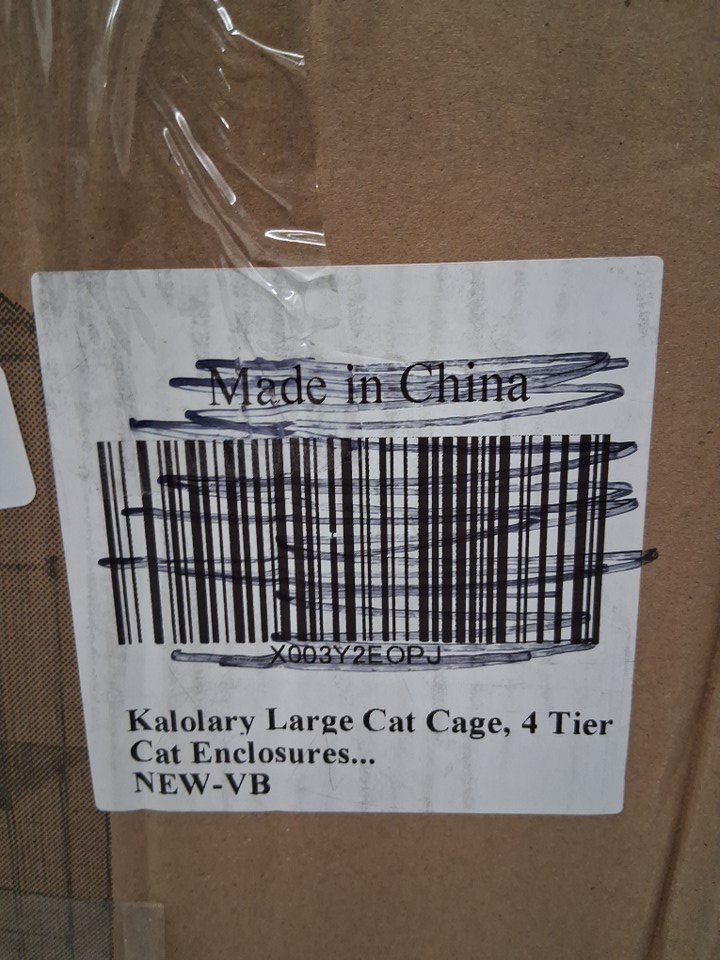 Made in China
X003Y2EOPJ
Kalolary Large Cat Cage, 4 Tier
Cat Enclosures...
NEW-VB